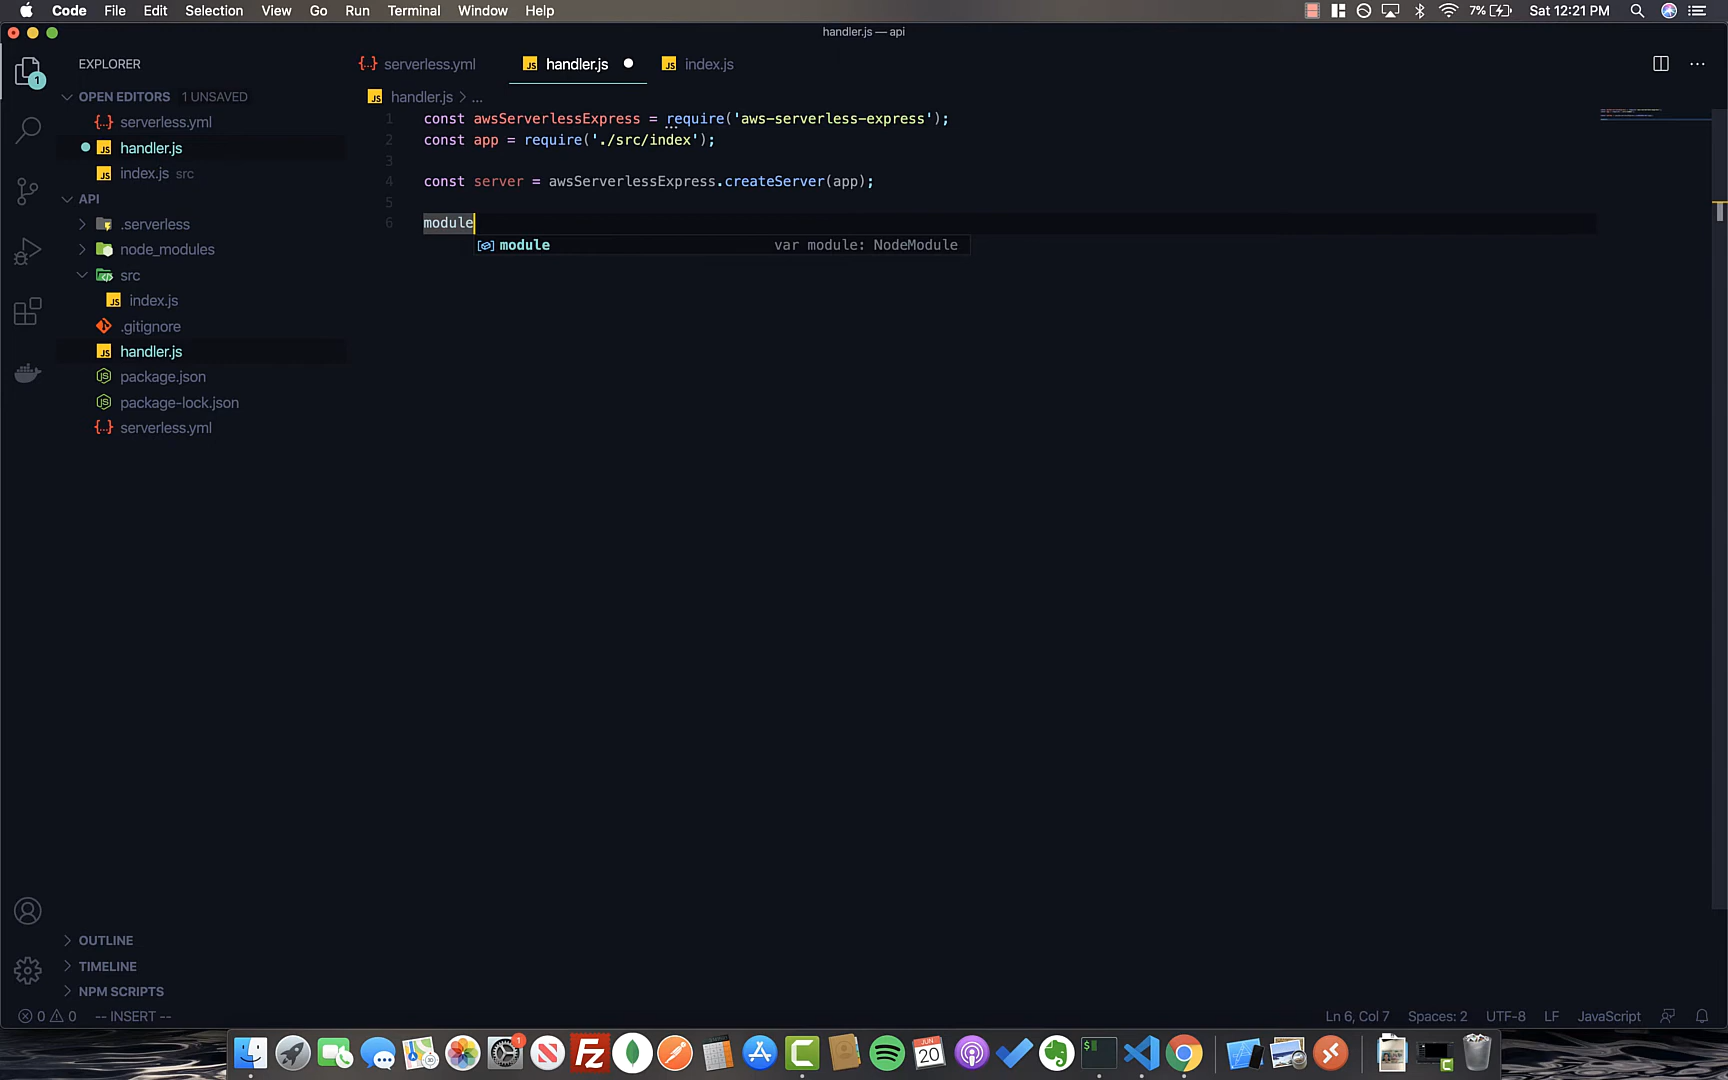 Code File Edit Selection View Go Run Terminal Window Help 7% Sat 12:21 PM
handler.js — api
EXPLORER
serverless.yml handler.js index.js
OPEN EDITORS 1 UNSAVED
serverless.yml
handler.js
index.js src
API
.serverless
node_modules
src
index.js
.gitignore
handler.js
package.json
package-lock.json
serverless.yml
OUTLINE
TIMELINE
NPM SCRIPTS
handler.js > ...
1 const awsServerlessExpress = require('aws-serverless-express');
2 const app = require('./src/index');
3
4 const server = awsServerlessExpress.createServer(app);
5
6 module
module var module: NodeModule
0 0 -- INSERT -- Ln 6, Col 7 Spaces: 2 UTF-8 LF JavaScript
1
1
JUN
20